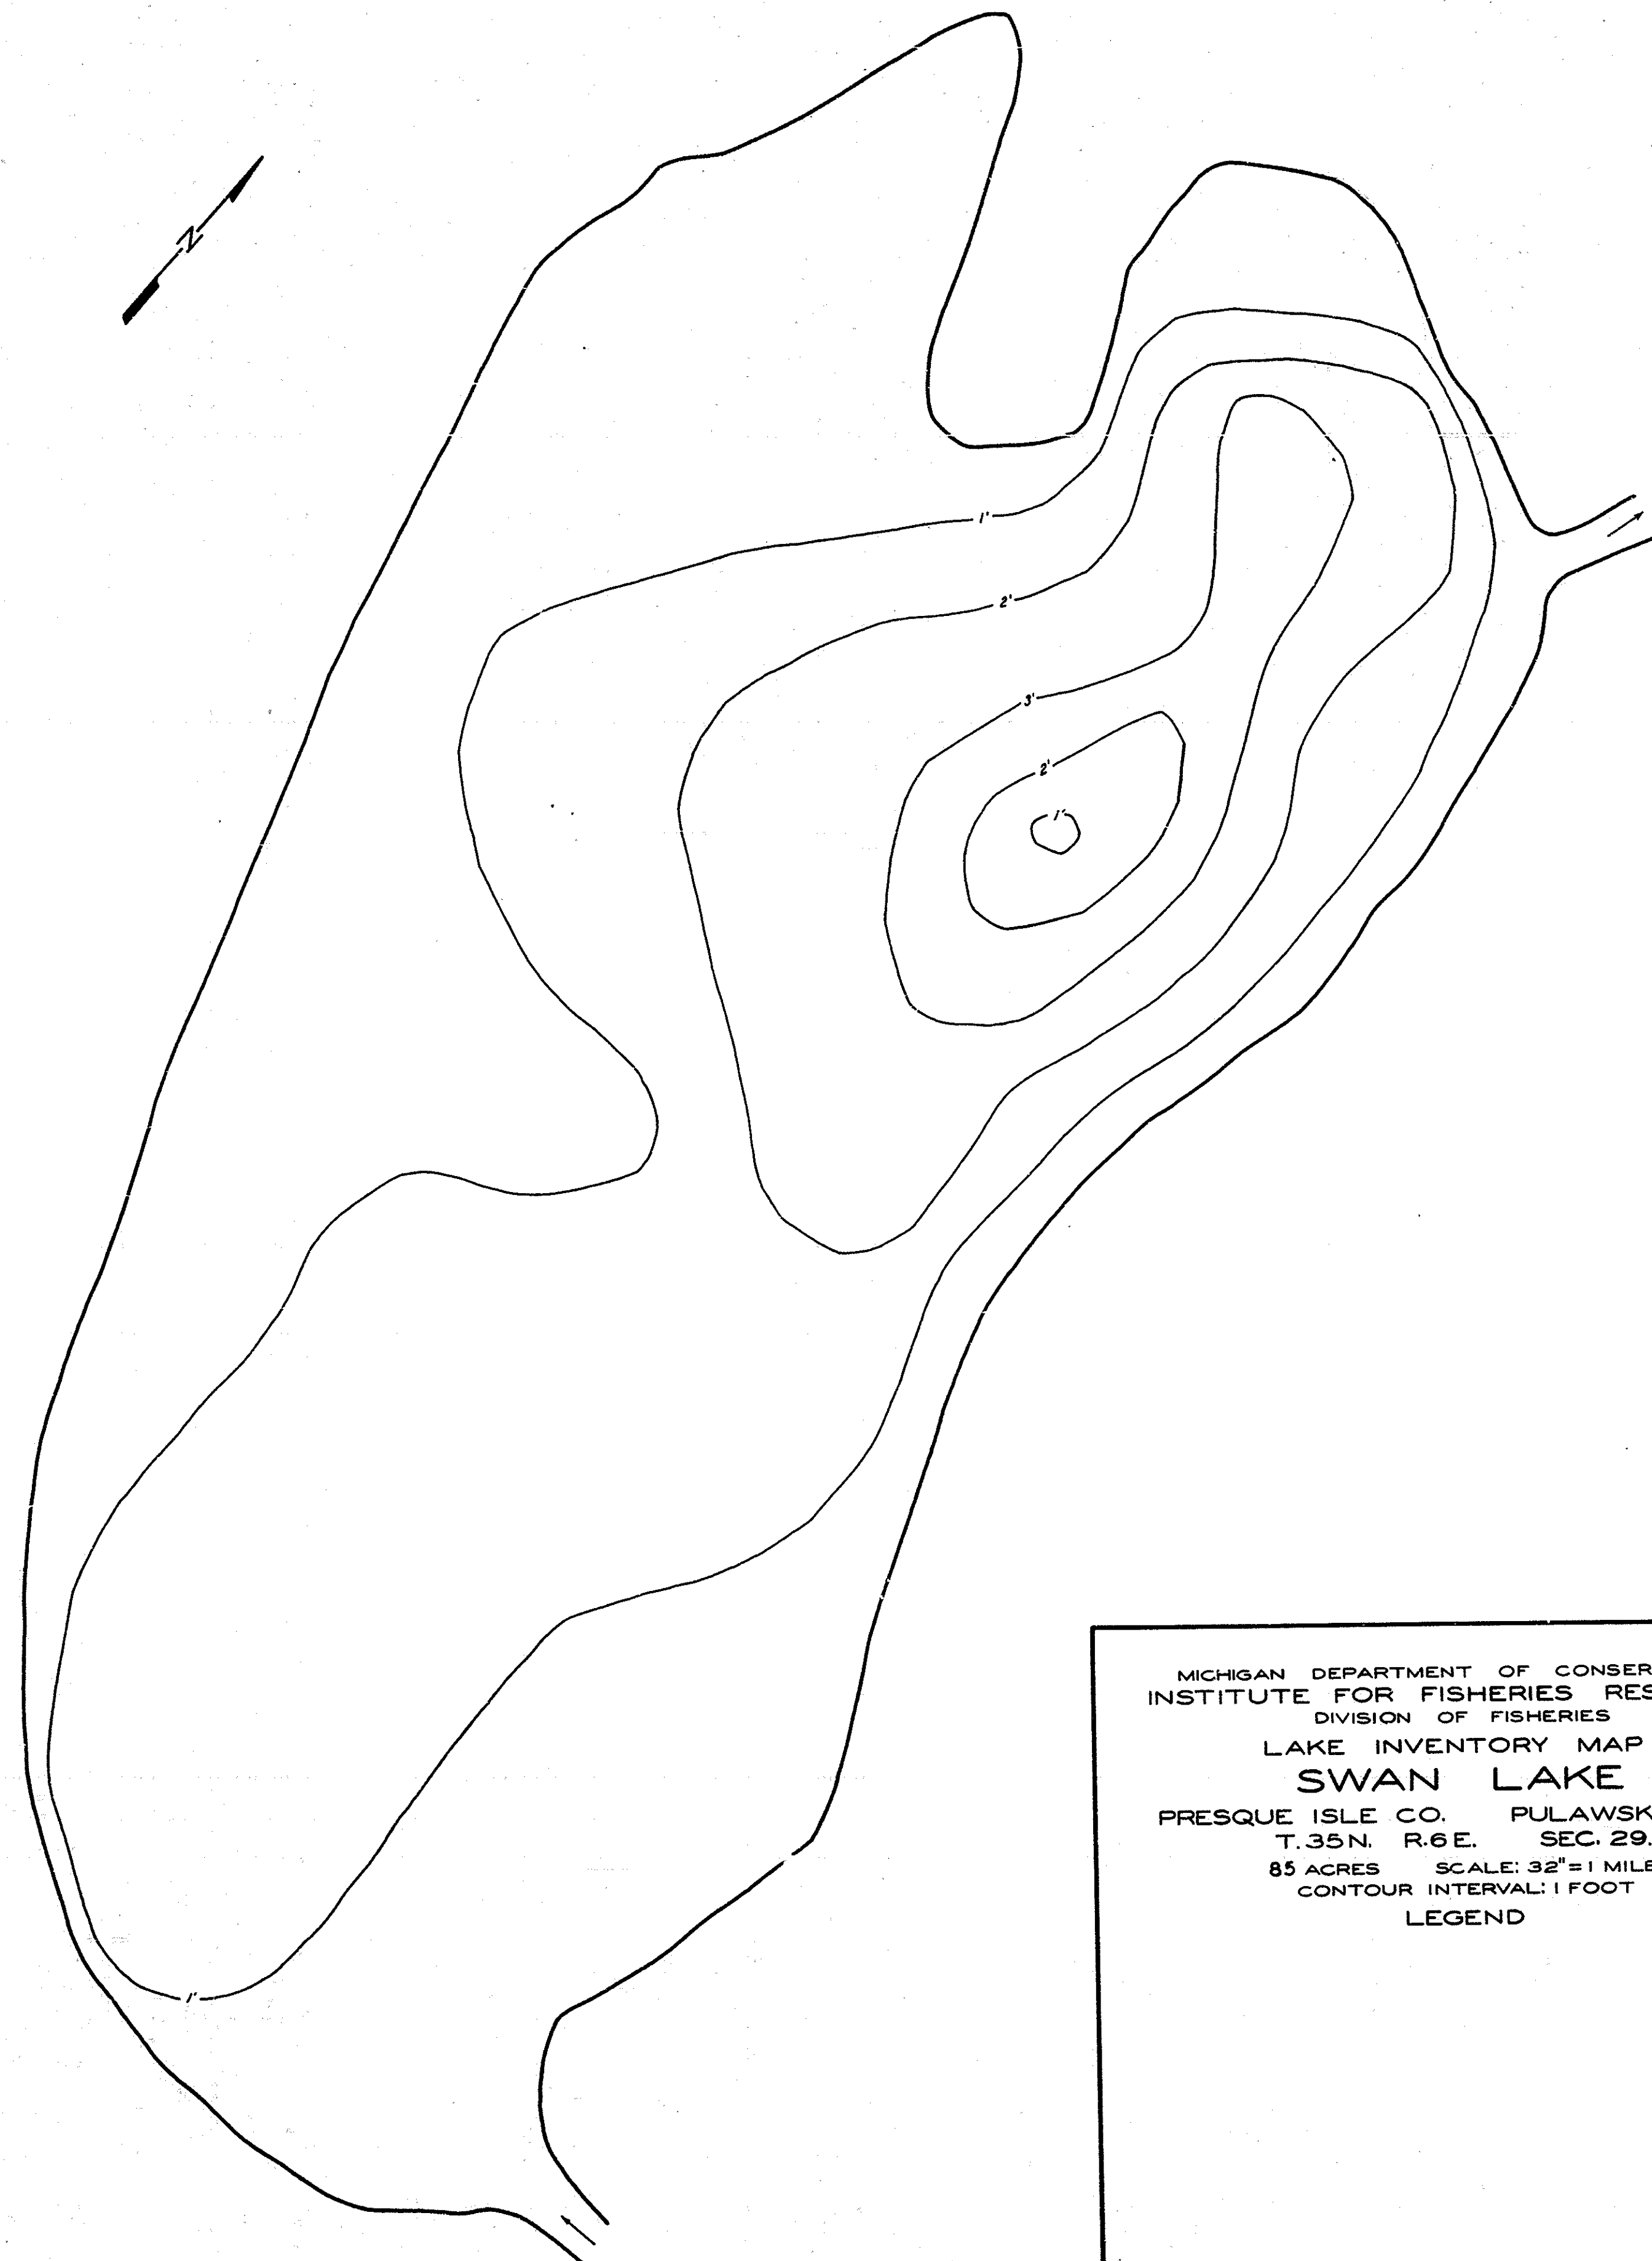 N
1'
2'
3'
2'
1'
1'
MICHIGAN DEPARTMENT OF CONSER
INSTITUTE FOR FISHERIES RES
DIVISION OF FISHERIES
LAKE INVENTORY MAP
SWAN LAKE
PRESQUE ISLE CO. PULAWSK
T.35N. R.6E. SEC. 29.
85 ACRES SCALE: 32"=1 MILE
CONTOUR INTERVAL: 1 FOOT
LEGEND